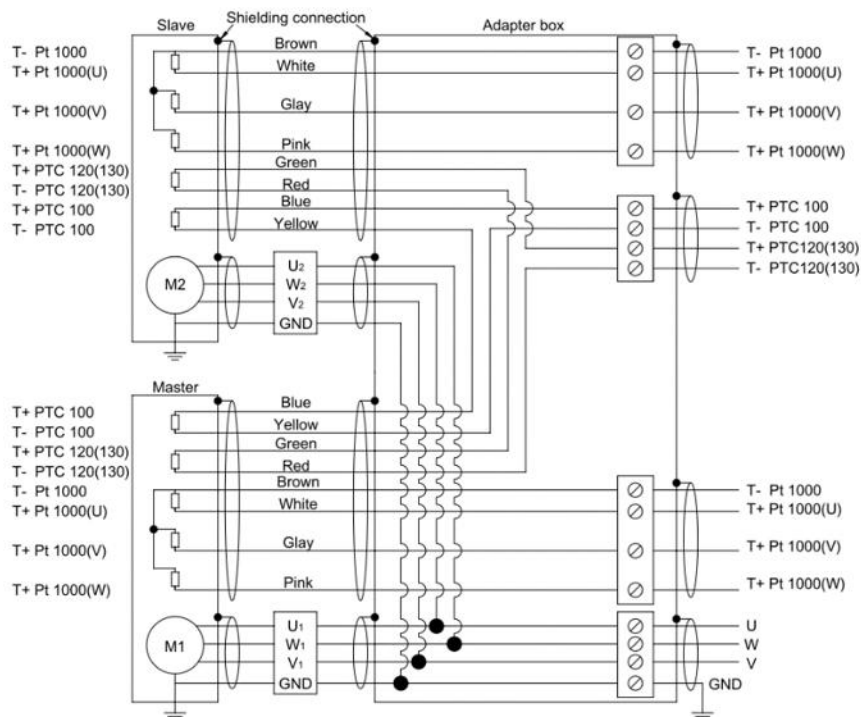 Slave
Shielding connection
Adapter box
T- Pt 1000
Brown
T- Pt 1000
T+ Pt 1000(U)
White
T+ Pt 1000(U)
T+ Pt 1000(V)
Glay
T+ Pt 1000(V)
T+ Pt 1000(W)
Pink
T+ Pt 1000(W)
T+ PTC 120(130)
Green
T- PTC 120(130)
Red
T+ PTC 100
Blue
T+ PTC 100
T- PTC 100
Yellow
T- PTC 100
T+ PTC120(130)
T- PTC120(130)
M2
U2
W2
V2
GND
Master
T+ PTC 100
Blue
T- PTC 100
Yellow
T+ PTC 120(130)
Green
T- PTC 120(130)
Red
T- Pt 1000
Brown
T- Pt 1000
T+ Pt 1000(U)
White
T+ Pt 1000(U)
T+ Pt 1000(V)
Glay
T+ Pt 1000(V)
T+ Pt 1000(W)
Pink
T+ Pt 1000(W)
M1
U1
U
W1
W
V1
V
GND
GND